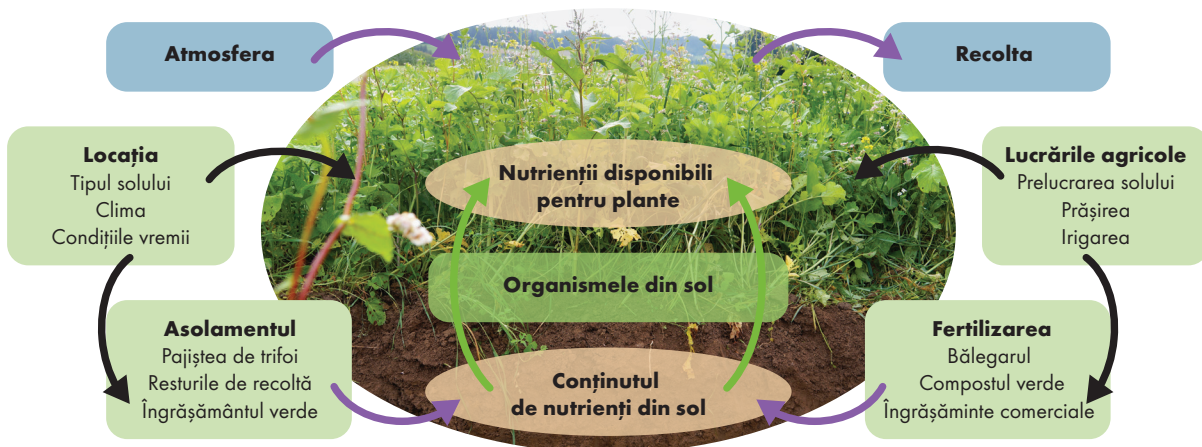 Atmosfera
Recolta
Locația
Tipul solului
Clima
Condițiile vremii
Nutrienții disponibili
pentru plante
Lucrările agricole
Prelucrarea solului
Prășirea
Irigarea
Organismele din sol
Asolamentul
Pajiștea de trifoi
Resturile de recoltă
Îngrășământul verde
Conținutul
de nutrienți din sol
Fertilizarea
Bălegarul
Compostul verde
Îngrășăminte comerciale